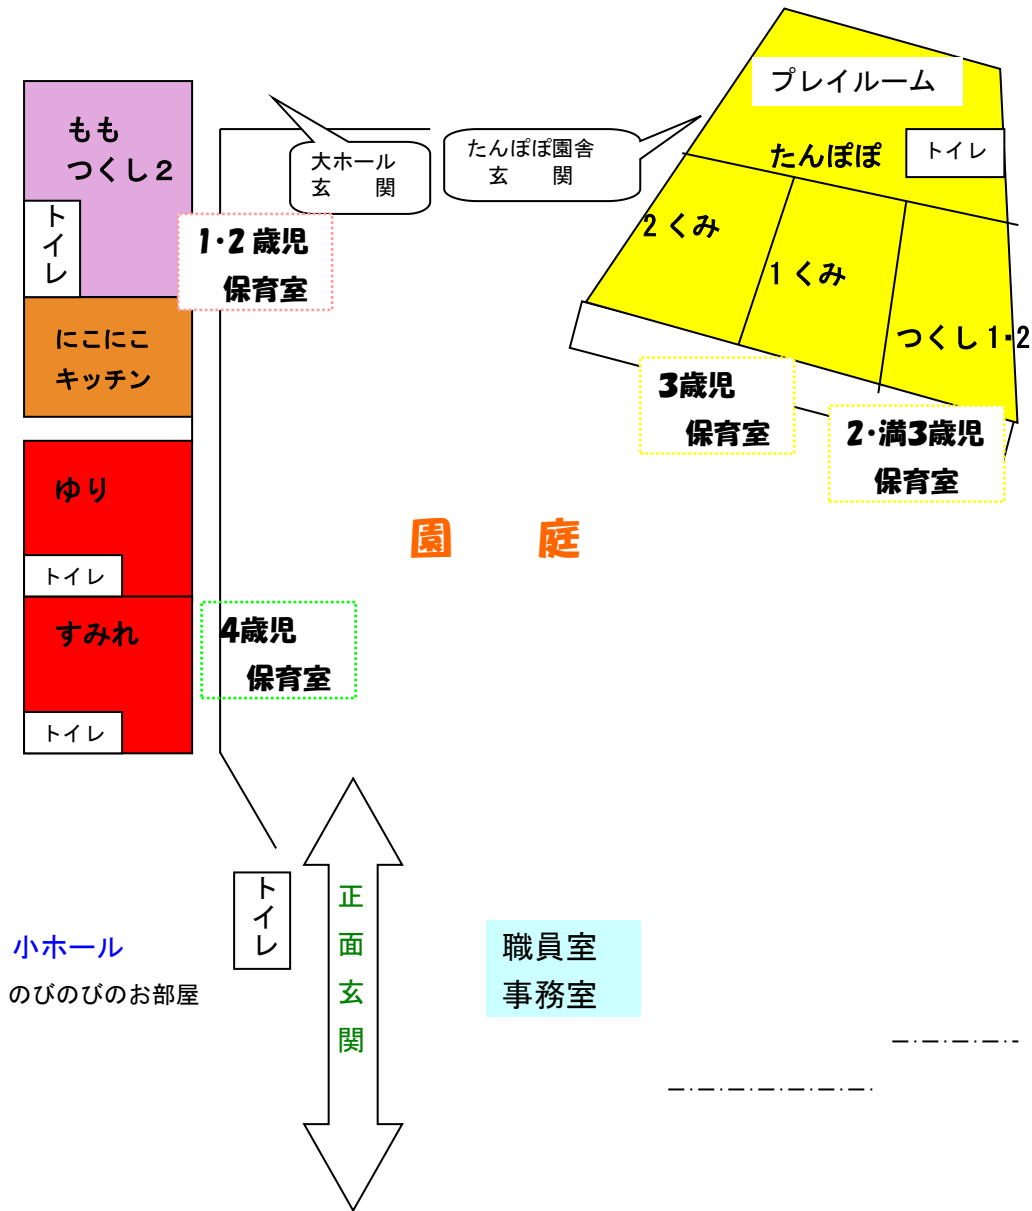 プレイルーム
もも
つくし２
大ホール
玄　関
たんぽぽ園舎
玄　関
たんぽぽ
トイレ
トイレ
1・2歳児
保育室
2くみ
1くみ
つくし1・2
にこにこ
キッチン
3歳児
保育室
2・満3歳児
保育室
ゆり
トイレ
園　庭
すみれ
トイレ
4歳児
保育室
トイレ
正面玄関
小ホール
のびのびのお部屋
職員室
事務室